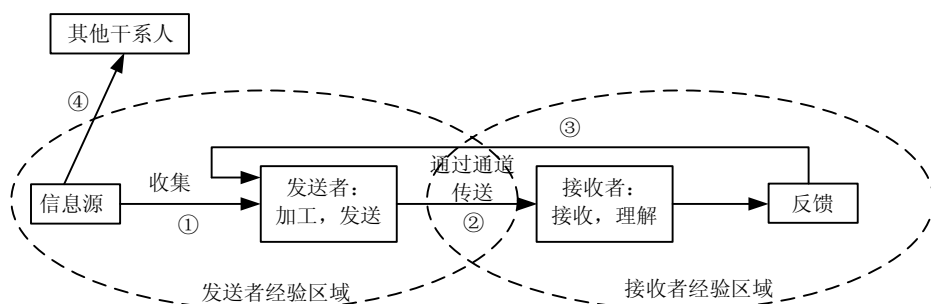 其他干系人
④
③
通过通道
传送
收集
信息源
①
发送者：
加工，发送
②
接收者：
接收，理解
反馈
发送者经验区域
接收者经验区域